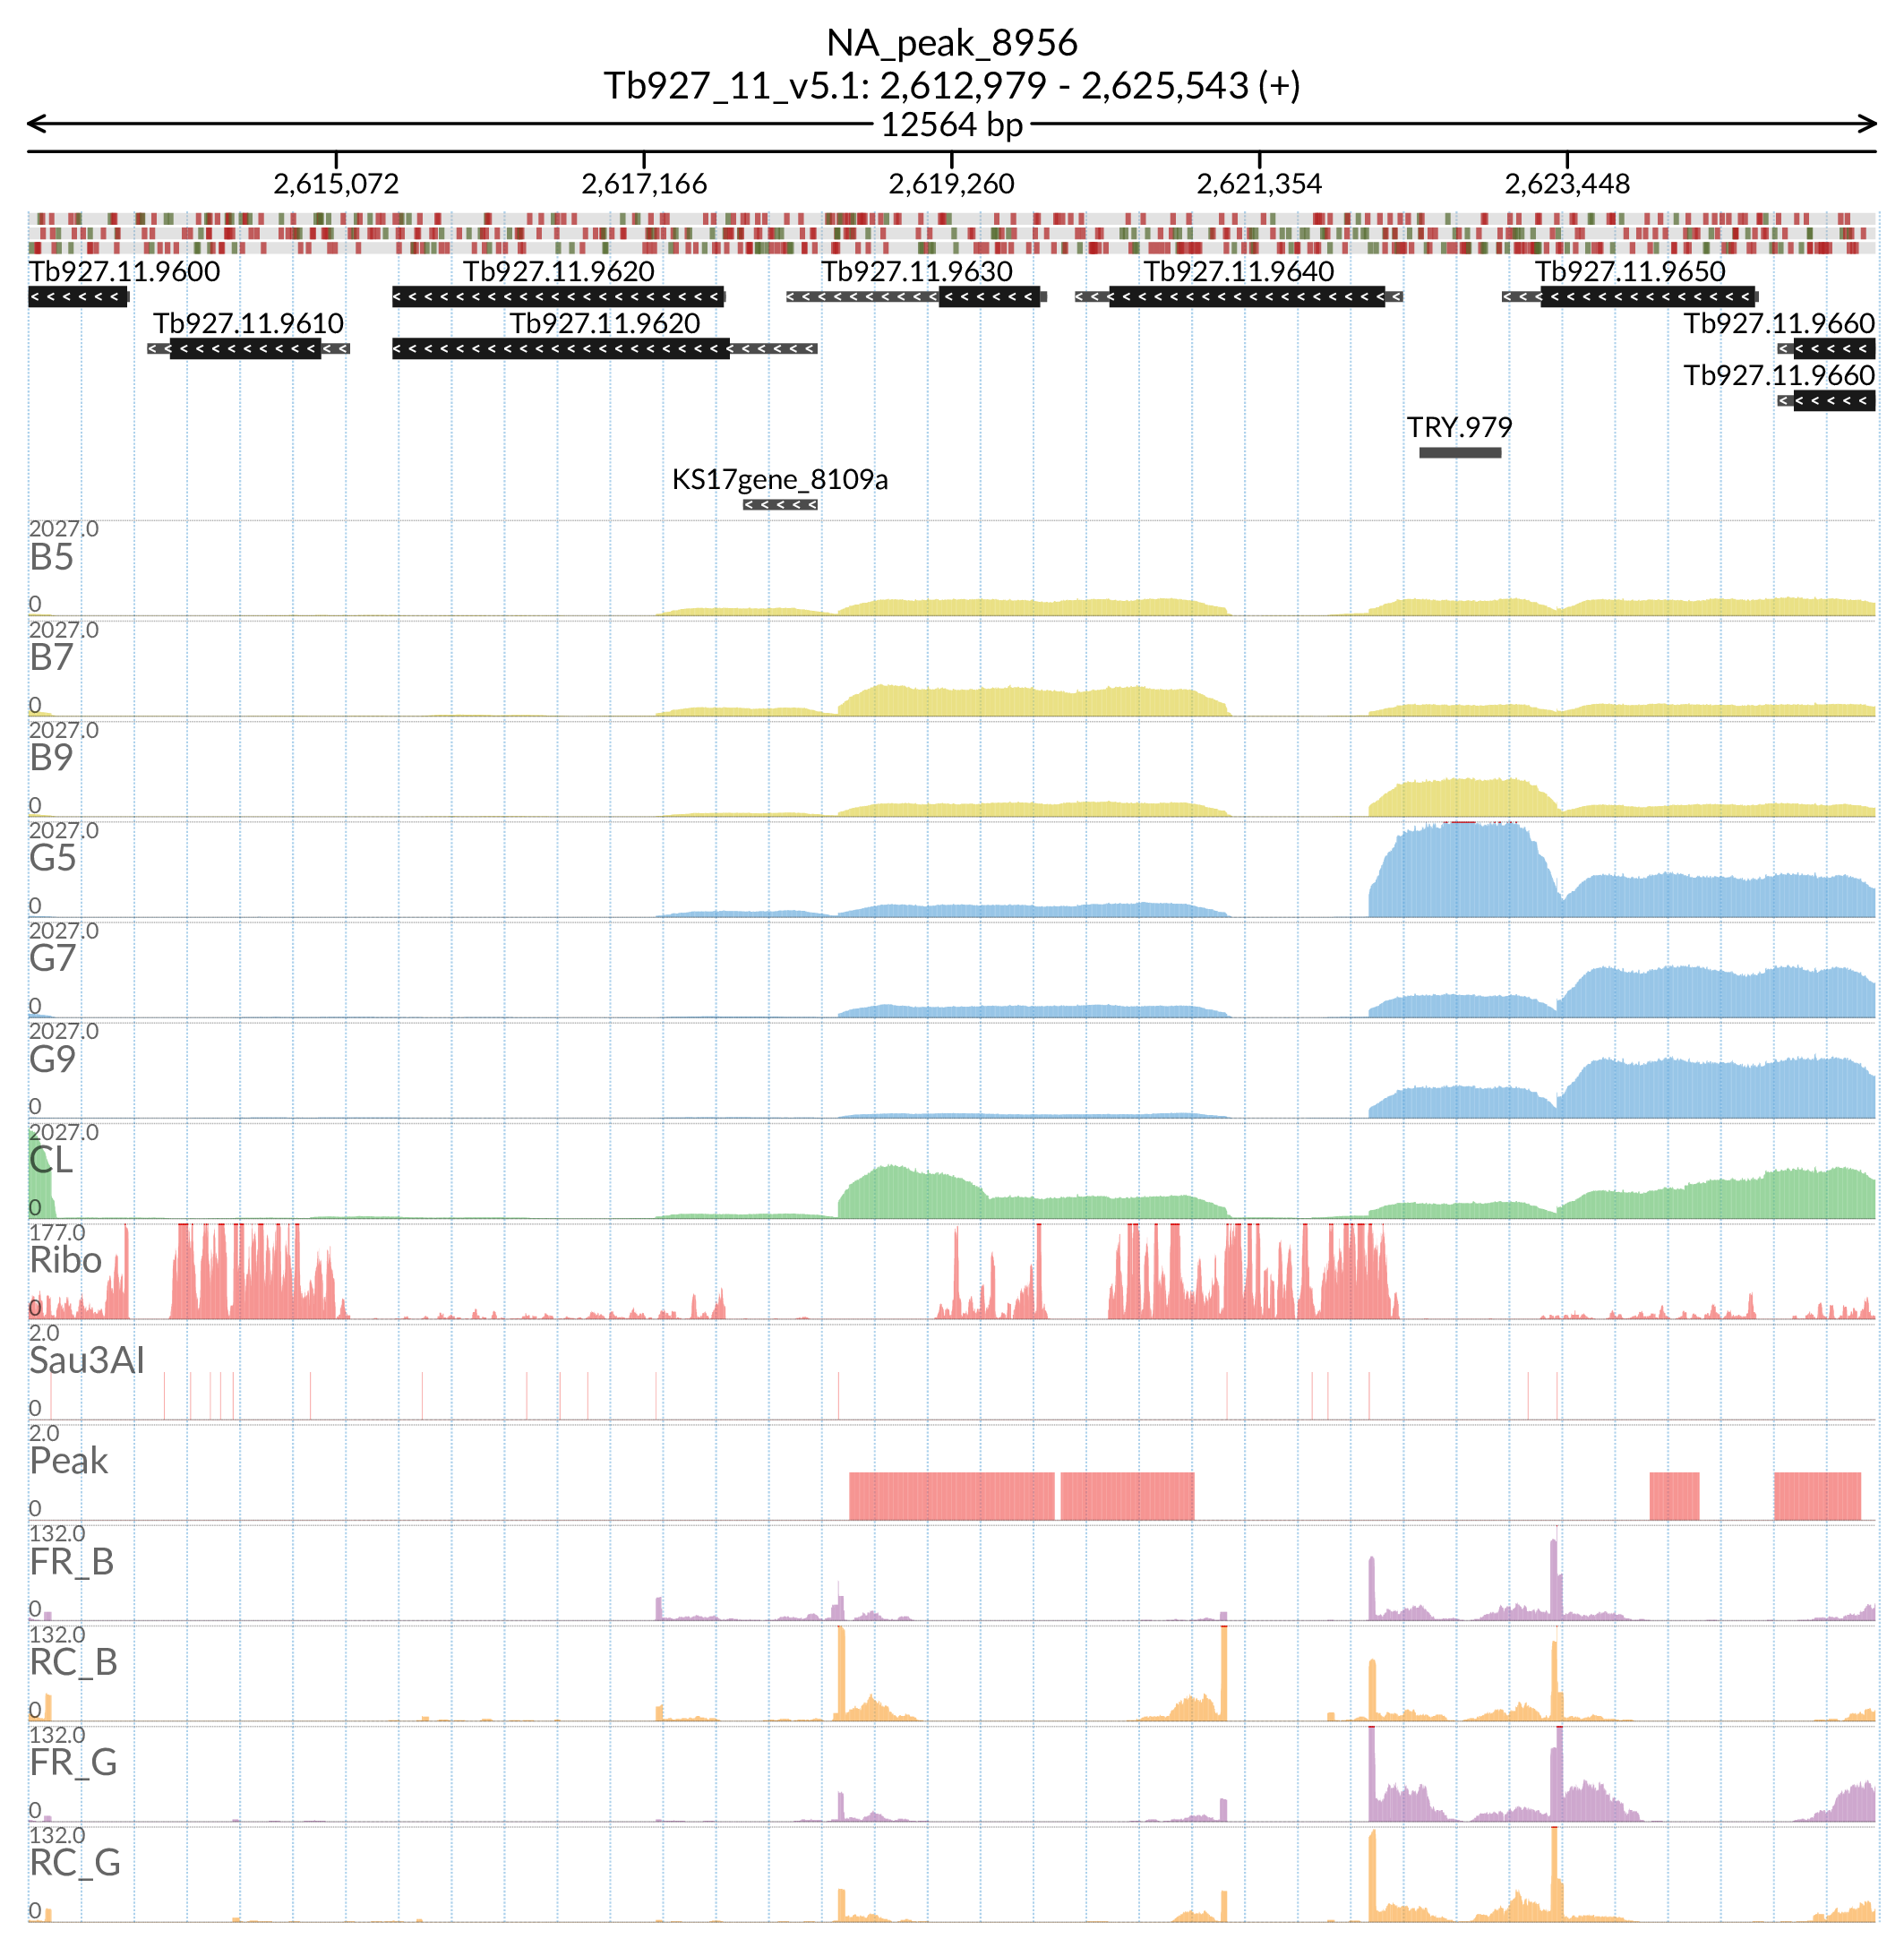 NA_peak_8956
Tb927_11_v5.1: 2,612,979 - 2,625,543 (+)
12564 bp
2,615,072 2,617,166 2,619,260 2,621,354 2,623,448
Tb927.11.9600 Tb927.11.9620 Tb927.11.9630 Tb927.11.9640 Tb927.11.9650
Tb927.11.9610 Tb927.11.9620 Tb927.11.9660
Tb927.11.9660
TRY.979
KS17gene_8109a
2027.0
B5
0
2027.0
B7
0
2027.0
B9
0
2027.0
G5
0
2027.0
G7
0
2027.0
G9
0
2027.0
CL
0
177.0
Ribo
0
2.0
Sau3AI
0
2.0
Peak
0
132.0
FR_B
0
132.0
RC_B
0
132.0
FR_G
0
132.0
RC_G
0